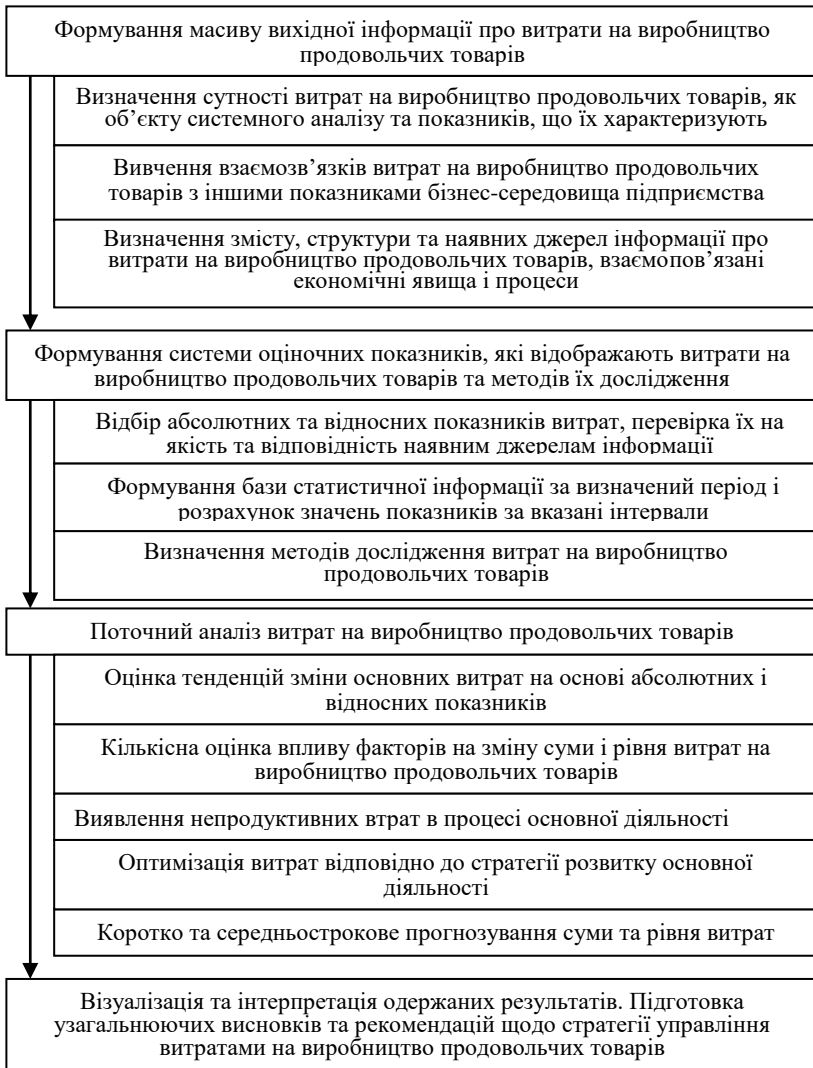 Формування масиву вихідної інформації про витрати на виробництво
продовольчих товарів
Визначення сутності витрат на виробництво продовольчих товарів, як
об’єкту системного аналізу та показників, що їх характеризують
Вивчення взаємозв’язків витрат на виробництво продовольчих
товарів з іншими показниками бізнес-середовища підприємства
Визначення змісту, структури та наявних джерел інформації про
витрати на виробництво продовольчих товарів, взаємопов’язані
економічні явища і процеси
Формування системи оціночних показників, які відображають витрати на
виробництво продовольчих товарів та методів їх дослідження
Відбір абсолютних та відносних показників витрат, перевірка їх на
якість та відповідність наявним джерелам інформації
Формування бази статистичної інформації за визначений період і
розрахунок значень показників за вказані інтервали
Визначення методів дослідження витрат на виробництво
продовольчих товарів
Поточний аналіз витрат на виробництво продовольчих товарів
Оцінка тенденцій зміни основних витрат на основі абсолютних і
відносних показників
Кількісна оцінка впливу факторів на зміну суми і рівня витрат на
виробництво продовольчих товарів
Виявлення непродуктивних втрат в процесі основної діяльності
Оптимізація витрат відповідно до стратегії розвитку основної
діяльності
Коротко та середньострокове прогнозування суми та рівня витрат
Візуалізація та інтерпретація одержаних результатів. Підготовка
узагальнюючих висновків та рекомендацій щодо стратегії управління
витратами на виробництво продовольчих товарів